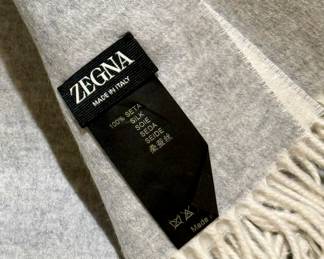 ZEGNA
MADE IN ITALY
100% SETA
SILK
SOIE
SEDA
SEIDE
桑蚕丝
Made